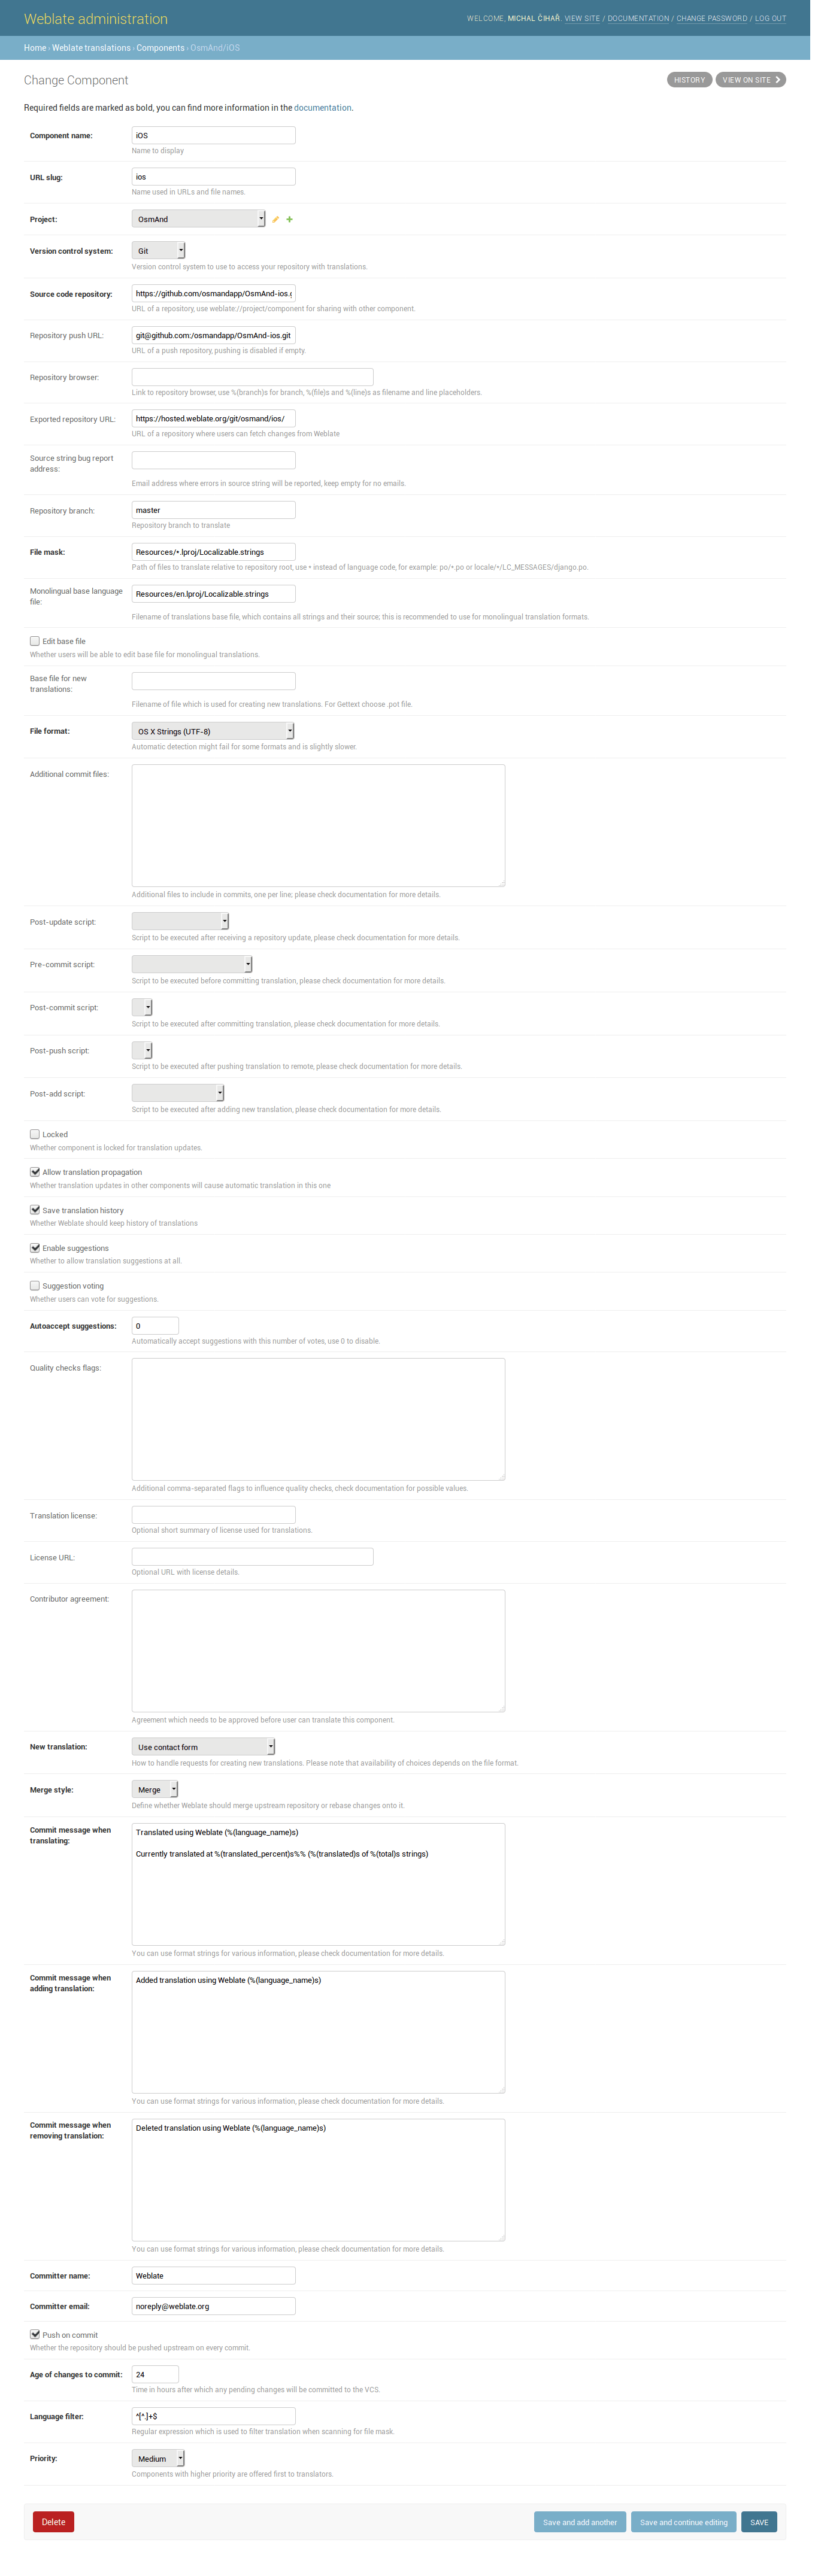 Weblate administration
WELCOME, MICHAL ČIHAŘ. VIEW SITE / DOCUMENTATION / CHANGE PASSWORD / LOG OUT
Home › Weblate translations › Components › OsmAnd/iOS
Change Component
HISTORY
VIEW ON SITE
Required fields are marked as bold, you can find more information in the documentation.
Component name: iOS
Name to display
URL slug: ios
Name used in URLs and file names.
Project: OsmAnd
Version control system: Git
Version control system to use to access your repository with translations.
Source code repository: https://github.com/osmandapp/OsmAnd-ios.g
URL of a repository, use weblate://project/component for sharing with other component.
Repository push URL: git@github.com:/osmandapp/OsmAnd-ios.git
URL of a push repository, pushing is disabled if empty.
Repository browser:
Link to repository browser, use %(branch)s for branch, %(file)s and %(line)s as filename and line placeholders.
Exported repository URL: https://hosted.weblate.org/git/osmand/ios/
URL of a repository where users can fetch changes from Weblate
Source string bug report
address:
Email address where errors in source string will be reported, keep empty for no emails.
Repository branch: master
Repository branch to translate
File mask: Resources/*.lproj/Localizable.strings
Path of files to translate relative to repository root, use * instead of language code, for example: po/*.po or locale/*/LC_MESSAGES/django.po.
Monolingual base language
file:
Resources/en.lproj/Localizable.strings
Filename of translations base file, which contains all strings and their source; this is recommended to use for monolingual translation formats.
Edit base file
Whether users will be able to edit base file for monolingual translations.
Base file for new
translations:
Filename of file which is used for creating new translations. For Gettext choose .pot file.
File format: OS X Strings (UTF-8)
Automatic detection might fail for some formats and is slightly slower.
Additional commit files:
Additional files to include in commits, one per line; please check documentation for more details.
Post-update script:
Script to be executed after receiving a repository update, please check documentation for more details.
Pre-commit script:
Script to be executed before committing translation, please check documentation for more details.
Post-commit script:
Script to be executed after committing translation, please check documentation for more details.
Post-push script:
Script to be executed after pushing translation to remote, please check documentation for more details.
Post-add script:
Script to be executed after adding new translation, please check documentation for more details.
Locked
Whether component is locked for translation updates.
Allow translation propagation
Whether translation updates in other components will cause automatic translation in this one
Save translation history
Whether Weblate should keep history of translations
Enable suggestions
Whether to allow translation suggestions at all.
Suggestion voting
Whether users can vote for suggestions.
Autoaccept suggestions: 0
Automatically accept suggestions with this number of votes, use 0 to disable.
Quality checks flags:
Additional comma-separated flags to influence quality checks, check documentation for possible values.
Translation license:
Optional short summary of license used for translations.
License URL:
Optional URL with license details.
Contributor agreement:
Agreement which needs to be approved before user can translate this component.
New translation: Use contact form
How to handle requests for creating new translations. Please note that availability of choices depends on the file format.
Merge style: Merge
Define whether Weblate should merge upstream repository or rebase changes onto it.
Commit message when
translating:
Translated using Weblate (%(language_name)s)
Currently translated at %(translated_percent)s%% (%(translated)s of %(total)s strings)
You can use format strings for various information, please check documentation for more details.
Commit message when
adding translation:
Added translation using Weblate (%(language_name)s)
You can use format strings for various information, please check documentation for more details.
Commit message when
removing translation:
Deleted translation using Weblate (%(language_name)s)
You can use format strings for various information, please check documentation for more details.
Committer name: Weblate
Committer email: noreply@weblate.org
Push on commit
Whether the repository should be pushed upstream on every commit.
Age of changes to commit: 24
Time in hours after which any pending changes will be committed to the VCS.
Language filter: ^[^.]+$
Regular expression which is used to filter translation when scanning for file mask.
Priority: Medium
Components with higher priority are offered first to translators.
Delete
Save and add another
Save and continue editing
SAVE